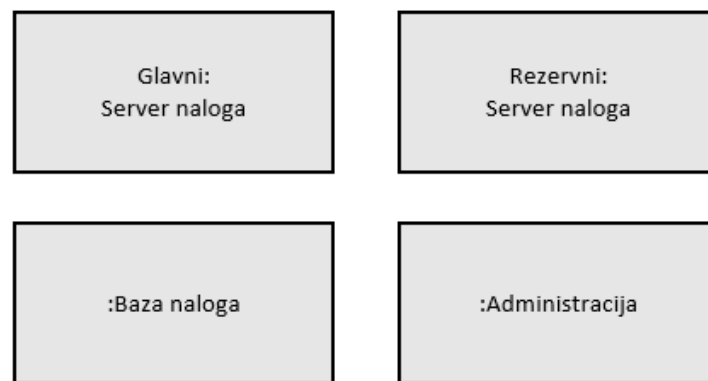 Glavni:
Server naloga
Rezervni:
Server naloga
:Baza naloga
:Administracija